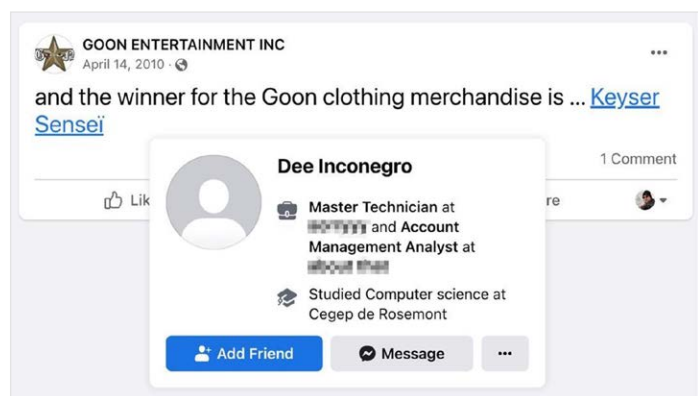 GOON ENTERTAINMENT INC
April 14, 2010 ·
and the winner for the Goon clothing merchandise is ... Keyser
Senseï
1 Comment
Dee Inconegro
Master Technician at
and Account
Management Analyst at
Studied Computer science at
Cegep de Rosemont
Lik
re
Add Friend
Message